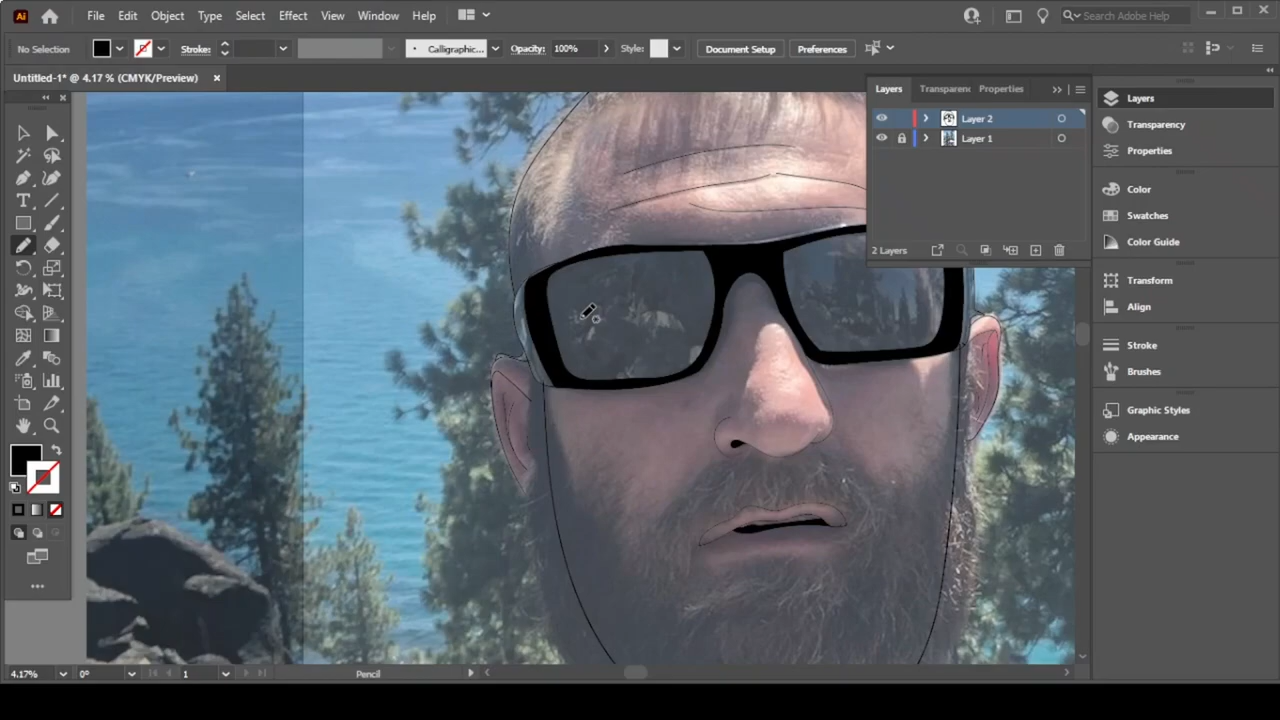 Ai File Edit Object Type Select Effect View Window Help Search Adobe Help
No Selection Stroke: Calligraphic... Opacity: 100% Style: Document Setup Preferences
Untitled-1* @ 4.17 % (CMYK/Preview)
Layers Transparenc Properties
Layer 2
Layer 1
2 Layers
Layers
Transparency
Properties
Color
Swatches
Color Guide
Transform
Align
Stroke
Brushes
Graphic Styles
Appearance
4.17% 0° 1 Pencil